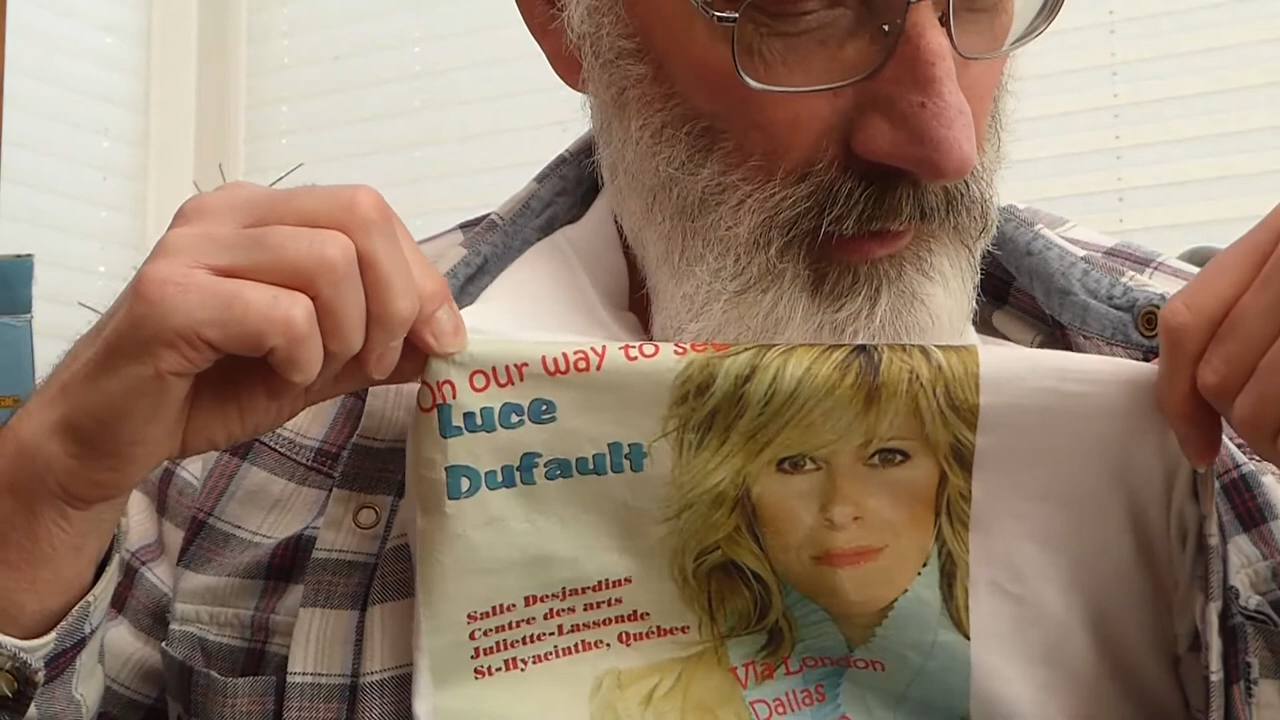 On our way to see
Luce
Dufault
Salle Desjardins
Centre des arts
Juliette-Lassonde
St-Hyacinthe, Québec
Via London
Dallas